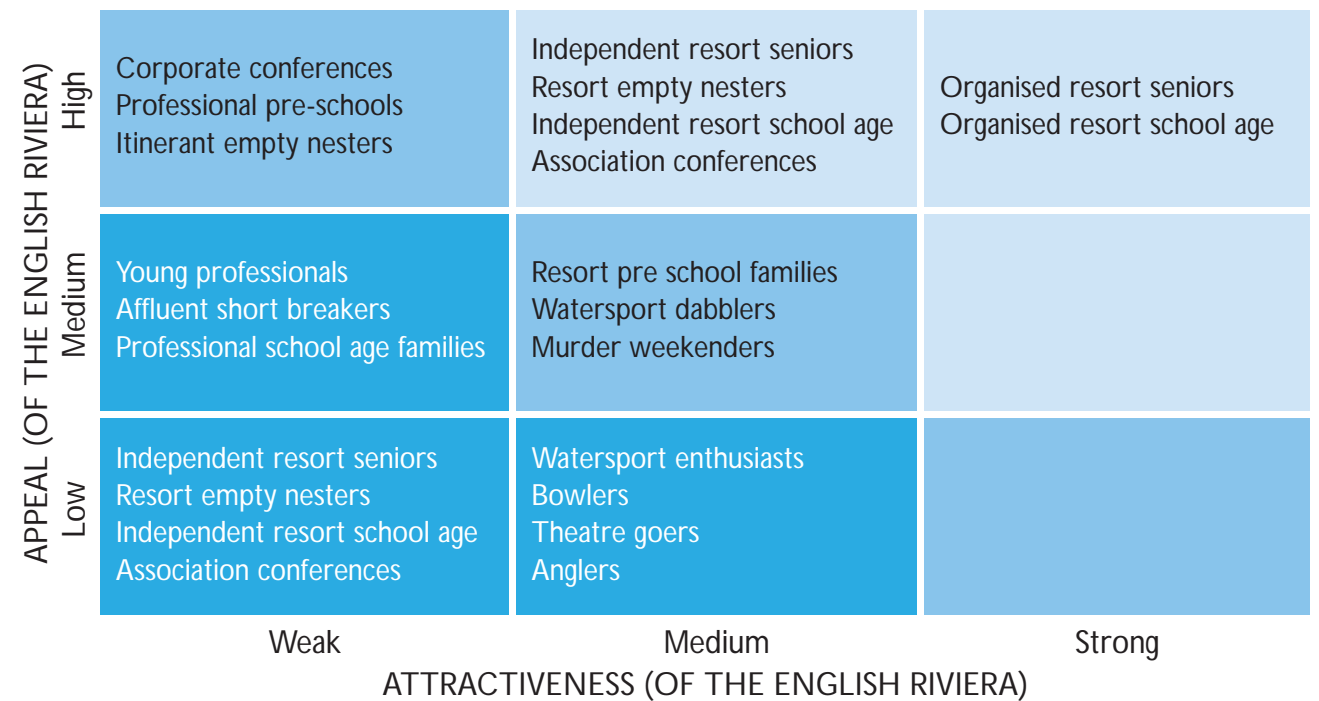 APPEAL (OF THE ENGLISH RIVIERA)
High
Corporate conferences
Professional pre-schools
Itinerant empty nesters
Independent resort seniors
Resort empty nesters
Independent resort school age
Association conferences
Organised resort seniors
Organised resort school age
Medium
Young professionals
Affluent short breakers
Professional school age families
Resort pre school families
Watersport dabblers
Murder weekenders
Low
Independent resort seniors
Resort empty nesters
Independent resort school age
Association conferences
Watersport enthusiasts
Bowlers
Theatre goers
Anglers
Weak
Medium
Strong
ATTRACTIVENESS (OF THE ENGLISH RIVIERA)